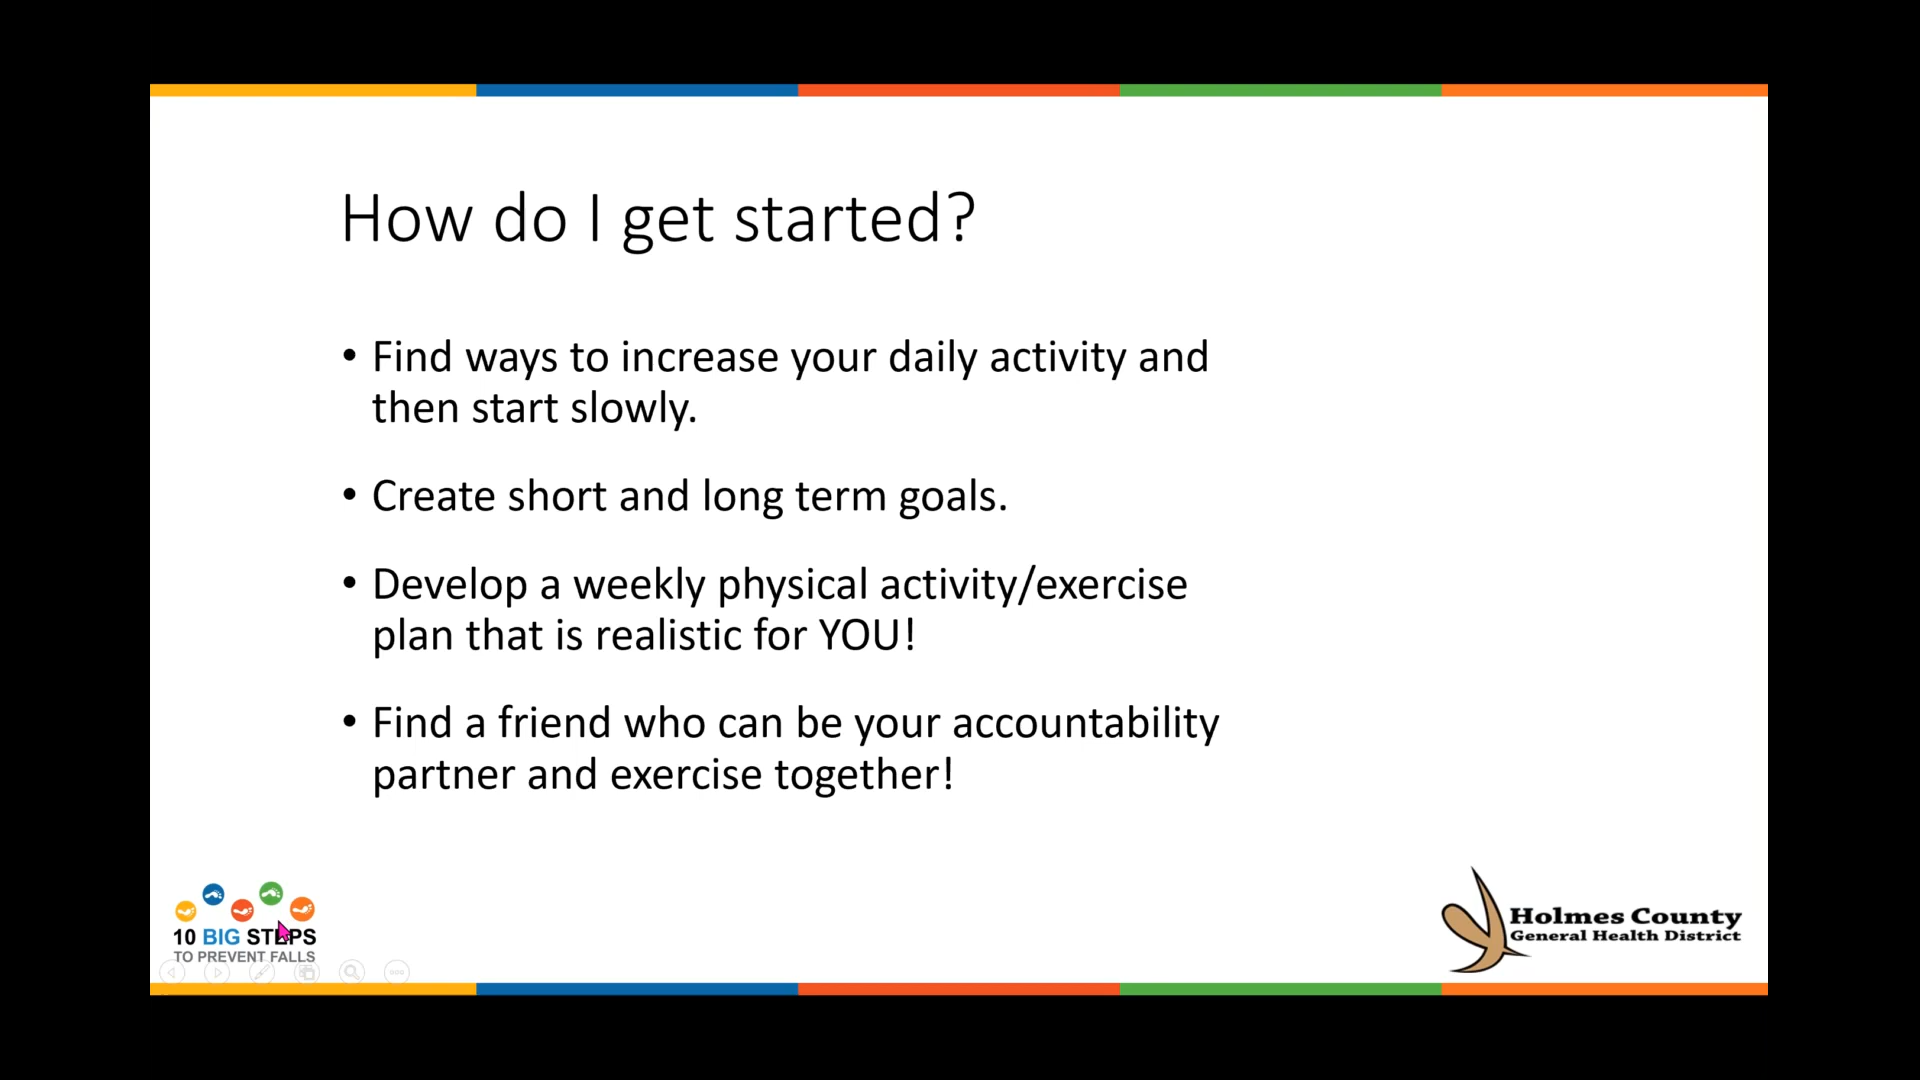 How do I get started?
• Find ways to increase your daily activity and
then start slowly.
• Create short and long term goals.
• Develop a weekly physical activity/exercise
plan that is realistic for YOU!
• Find a friend who can be your accountability
partner and exercise together!
10 BIG STEPS
TO PREVENT FALLS
Holmes County
General Health District